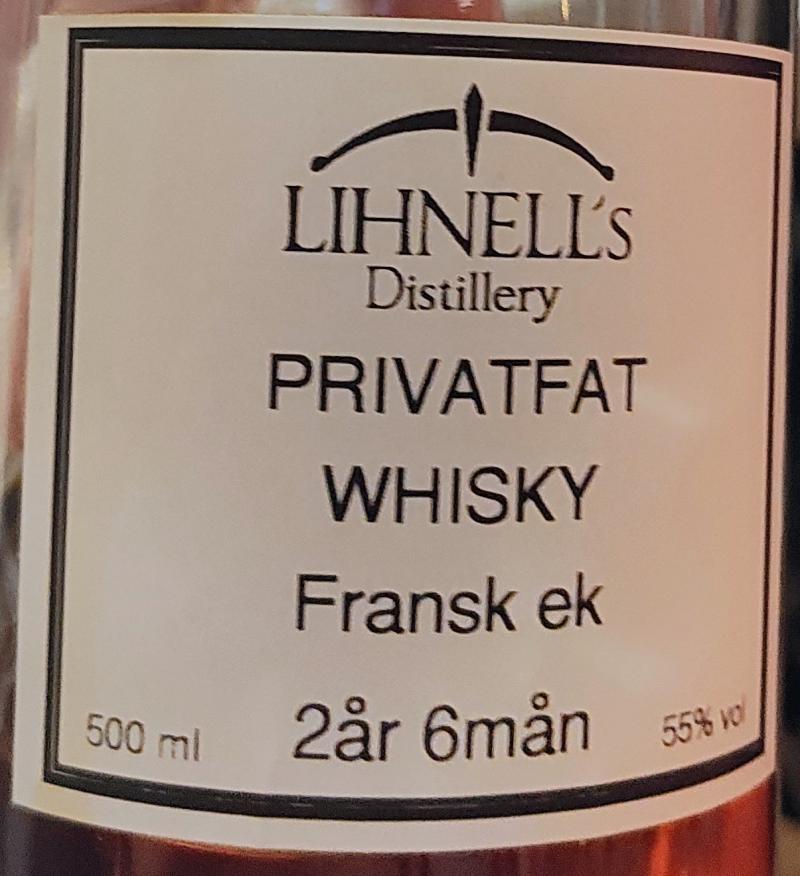 LIHNELL's
Distillery
PRIVATFAT
WHISKY
Fransk ek
500 ml 2år 6mån 55% vol